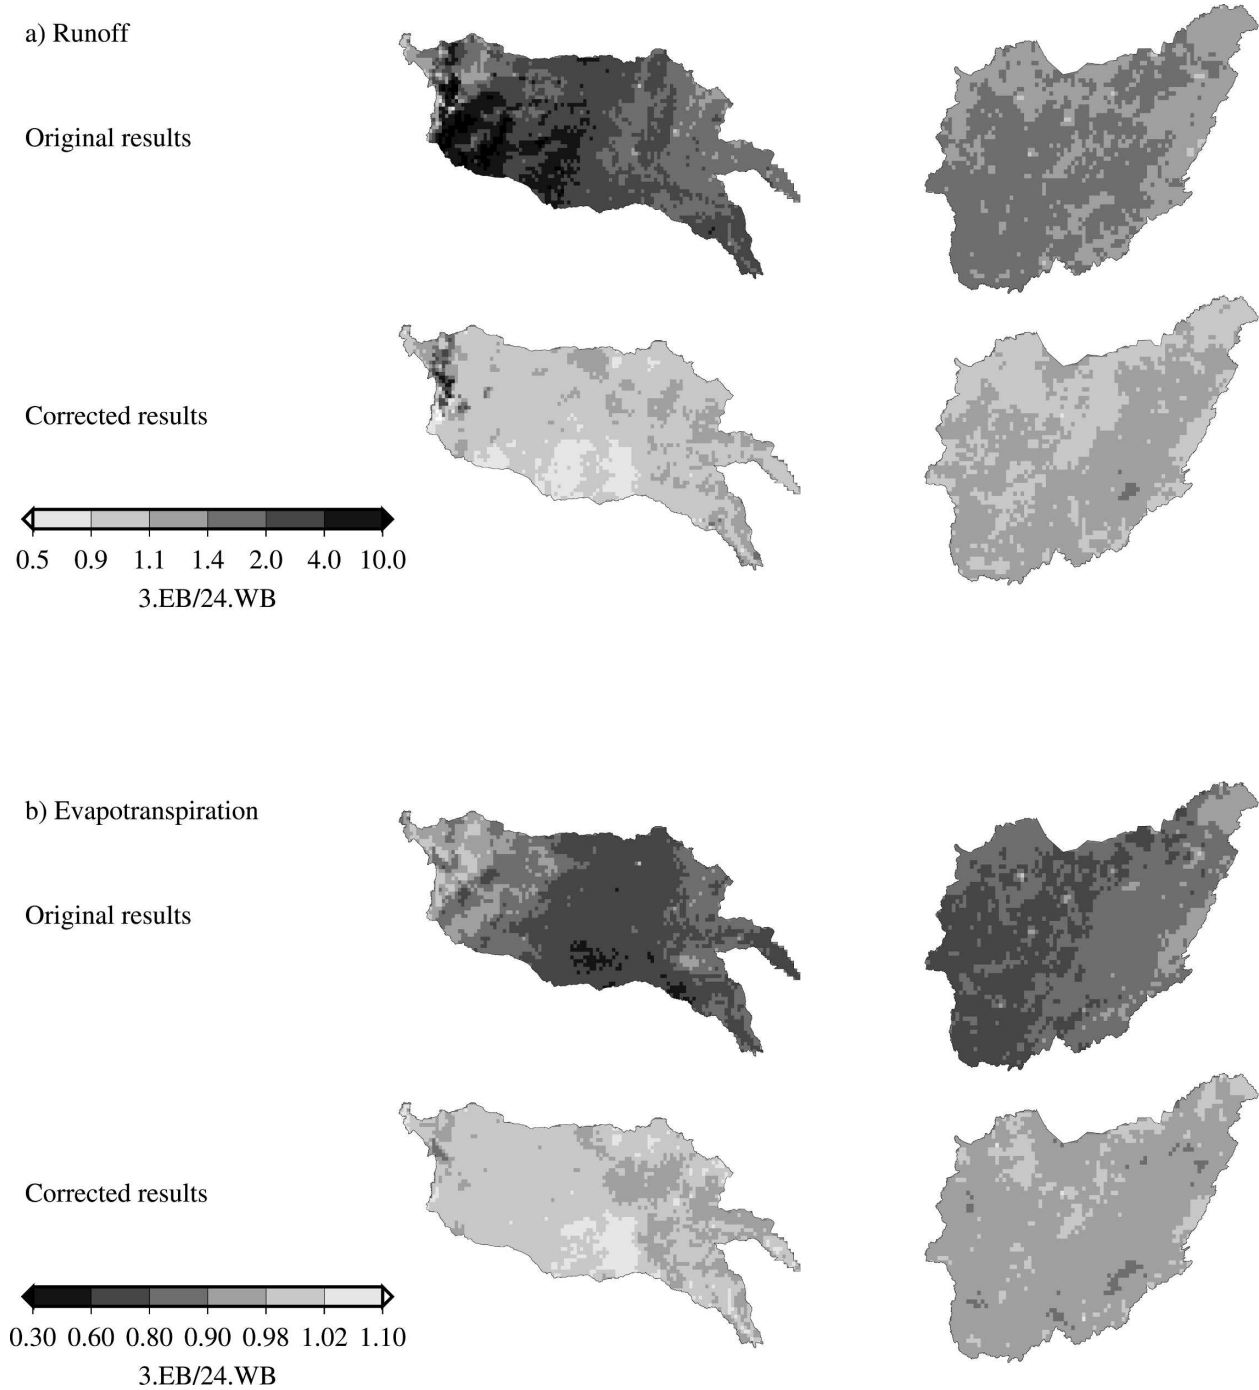 a) Runoff
Original results
Corrected results
0.5 0.9 1.1 1.4 2.0 4.0 10.0
3.EB/24.WB
b) Evapotranspiration
Original results
Corrected results
0.30 0.60 0.80 0.90 0.98 1.02 1.10
3.EB/24.WB